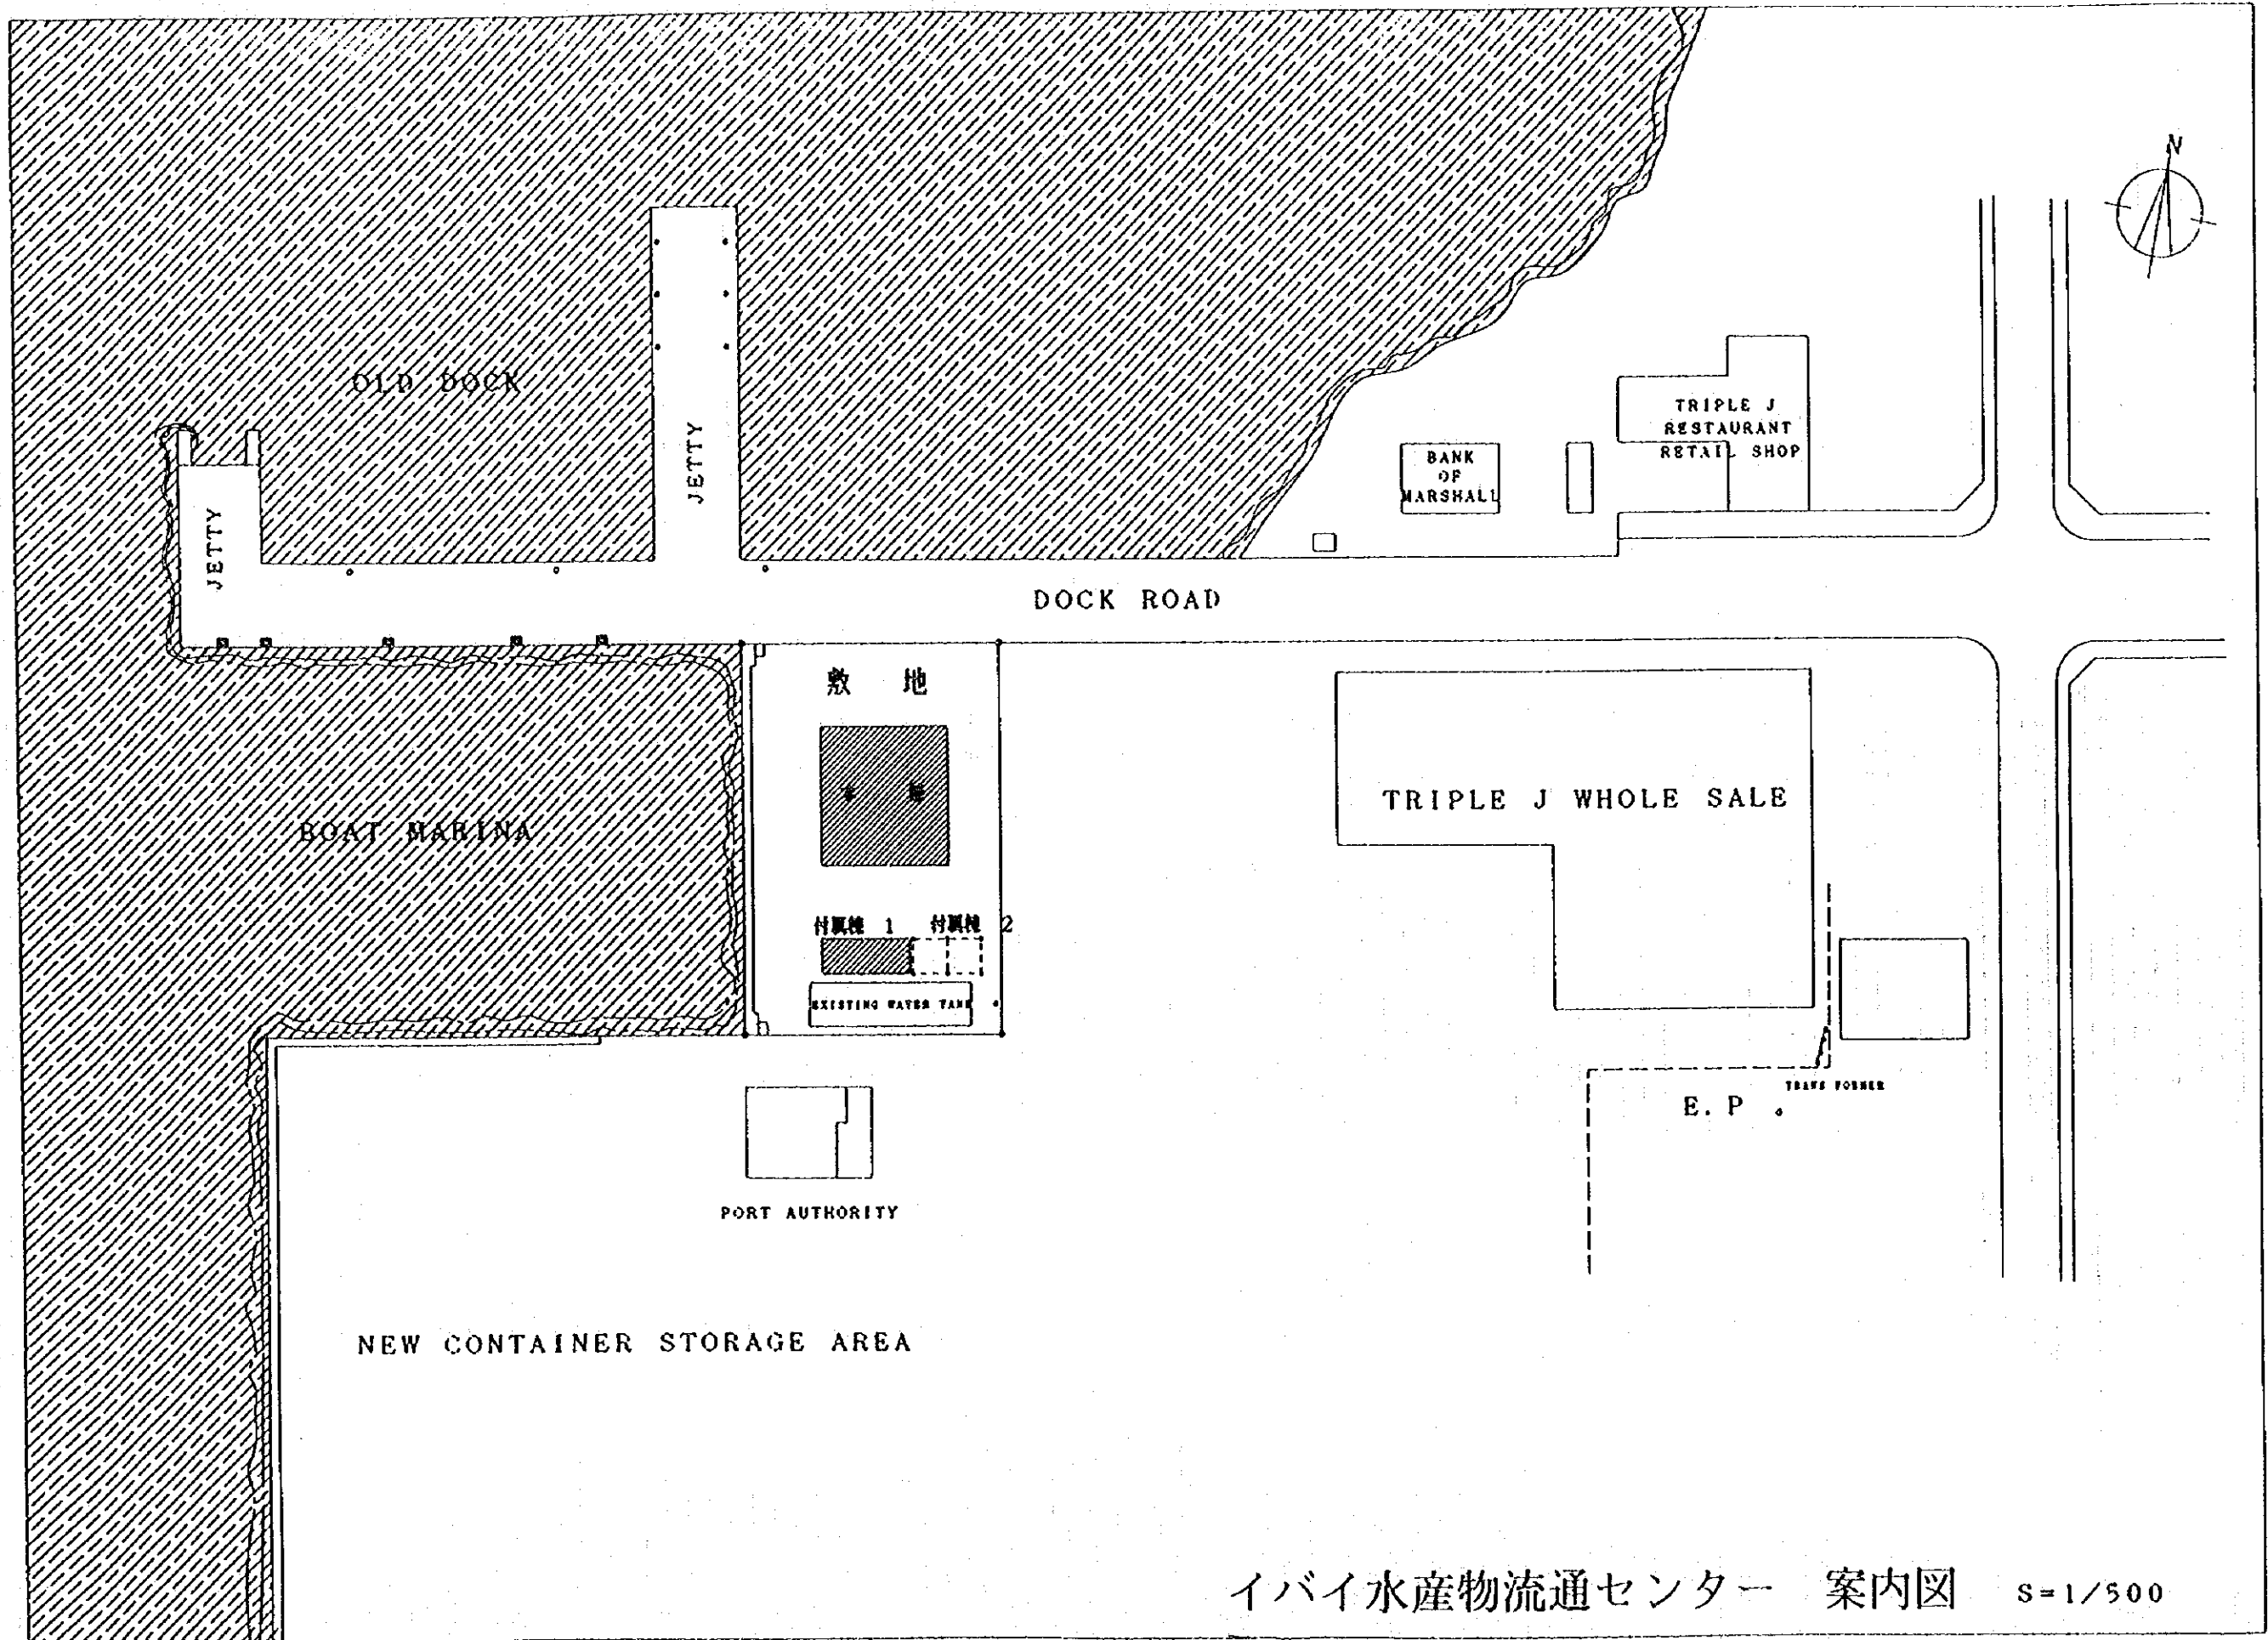 N
OLD DOCK
TRIPLE J
RESTAURANT
RETAIL SHOP
BANK
OF
MARSHALL
JETTY
JETTY
DOCK ROAD
敷 地
TRIPLE J WHOLE SALE
BOAT MARINA
付属棟 1 付属棟 2
EXISTING WATER TANK
TRANS FORMER
E.P
PORT AUTHORITY
NEW CONTAINER STORAGE AREA
イバイ水産物流通センター 案内図 S=1/500